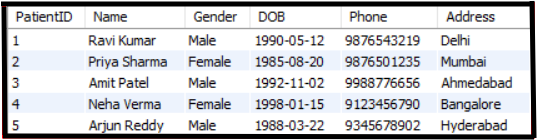 PatientID Name Gender DOB Phone Address
1 Ravi Kumar Male 1990-05-12 9876543219 Delhi
2 Priya Sharma Female 1985-08-20 9876501235 Mumbai
3 Amit Patel Male 1992-11-02 9988776656 Ahmedabad
4 Neha Verma Female 1998-01-15 9123456790 Bangalore
5 Arjun Reddy Male 1988-03-22 9345678902 Hyderabad